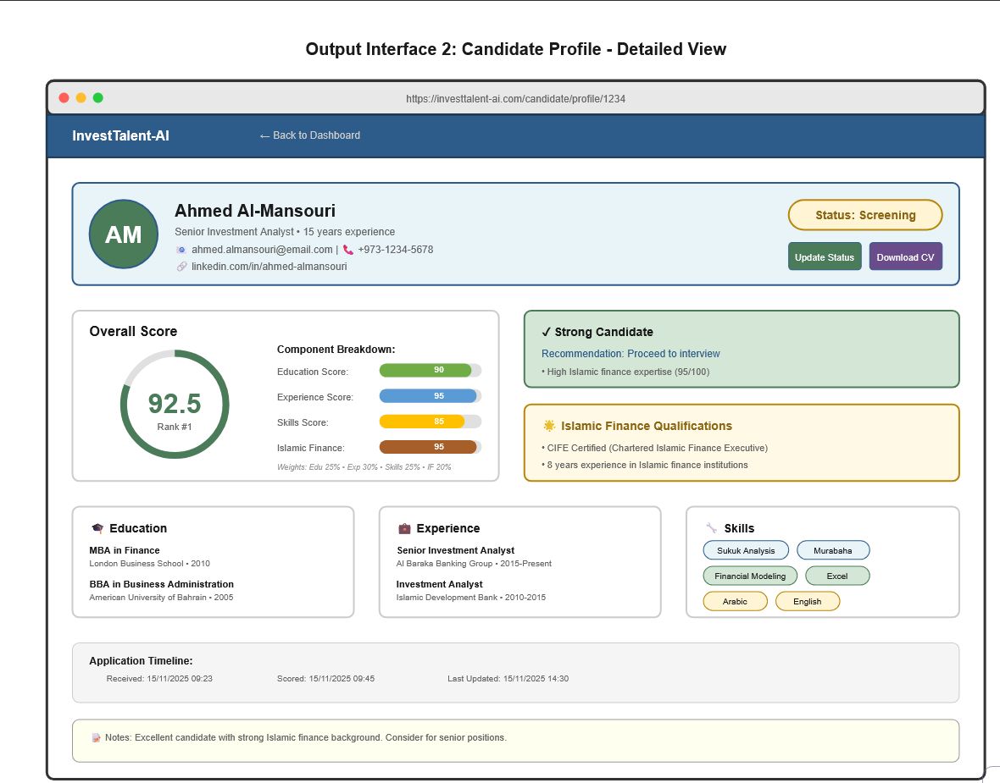 Output Interface 2: Candidate Profile - Detailed View
https://investtalent-ai.com/candidate/profile/1234
InvestTalent-AI
← Back to Dashboard
AM
Ahmed Al-Mansouri
Senior Investment Analyst • 15 years experience
📧 ahmed.almansouri@email.com | 📞 +973-1234-5678
🔗 linkedin.com/in/ahmed-almansouri
Status: Screening
Update Status
Download CV
Overall Score
92.5
Rank #1
Component Breakdown:
Education Score: 90
Experience Score: 95
Skills Score: 85
Islamic Finance: 95
Weights: Edu 25% • Exp 30% • Skills 25% • IF 20%
✓ Strong Candidate
Recommendation: Proceed to interview
• High Islamic finance expertise (95/100)
🌟 Islamic Finance Qualifications
• CIFE Certified (Chartered Islamic Finance Executive)
• 8 years experience in Islamic finance institutions
🎓 Education
MBA in Finance
London Business School • 2010
BBA in Business Administration
American University of Bahrain • 2005
💼 Experience
Senior Investment Analyst
Al Baraka Banking Group • 2015-Present
Investment Analyst
Islamic Development Bank • 2010-2015
🔧 Skills
Sukuk Analysis
Murabaha
Financial Modeling
Excel
Arabic
English
Application Timeline:
Received: 15/11/2025 09:23
Scored: 15/11/2025 09:45
Last Updated: 15/11/2025 14:30
📝 Notes: Excellent candidate with strong Islamic finance background. Consider for senior positions.